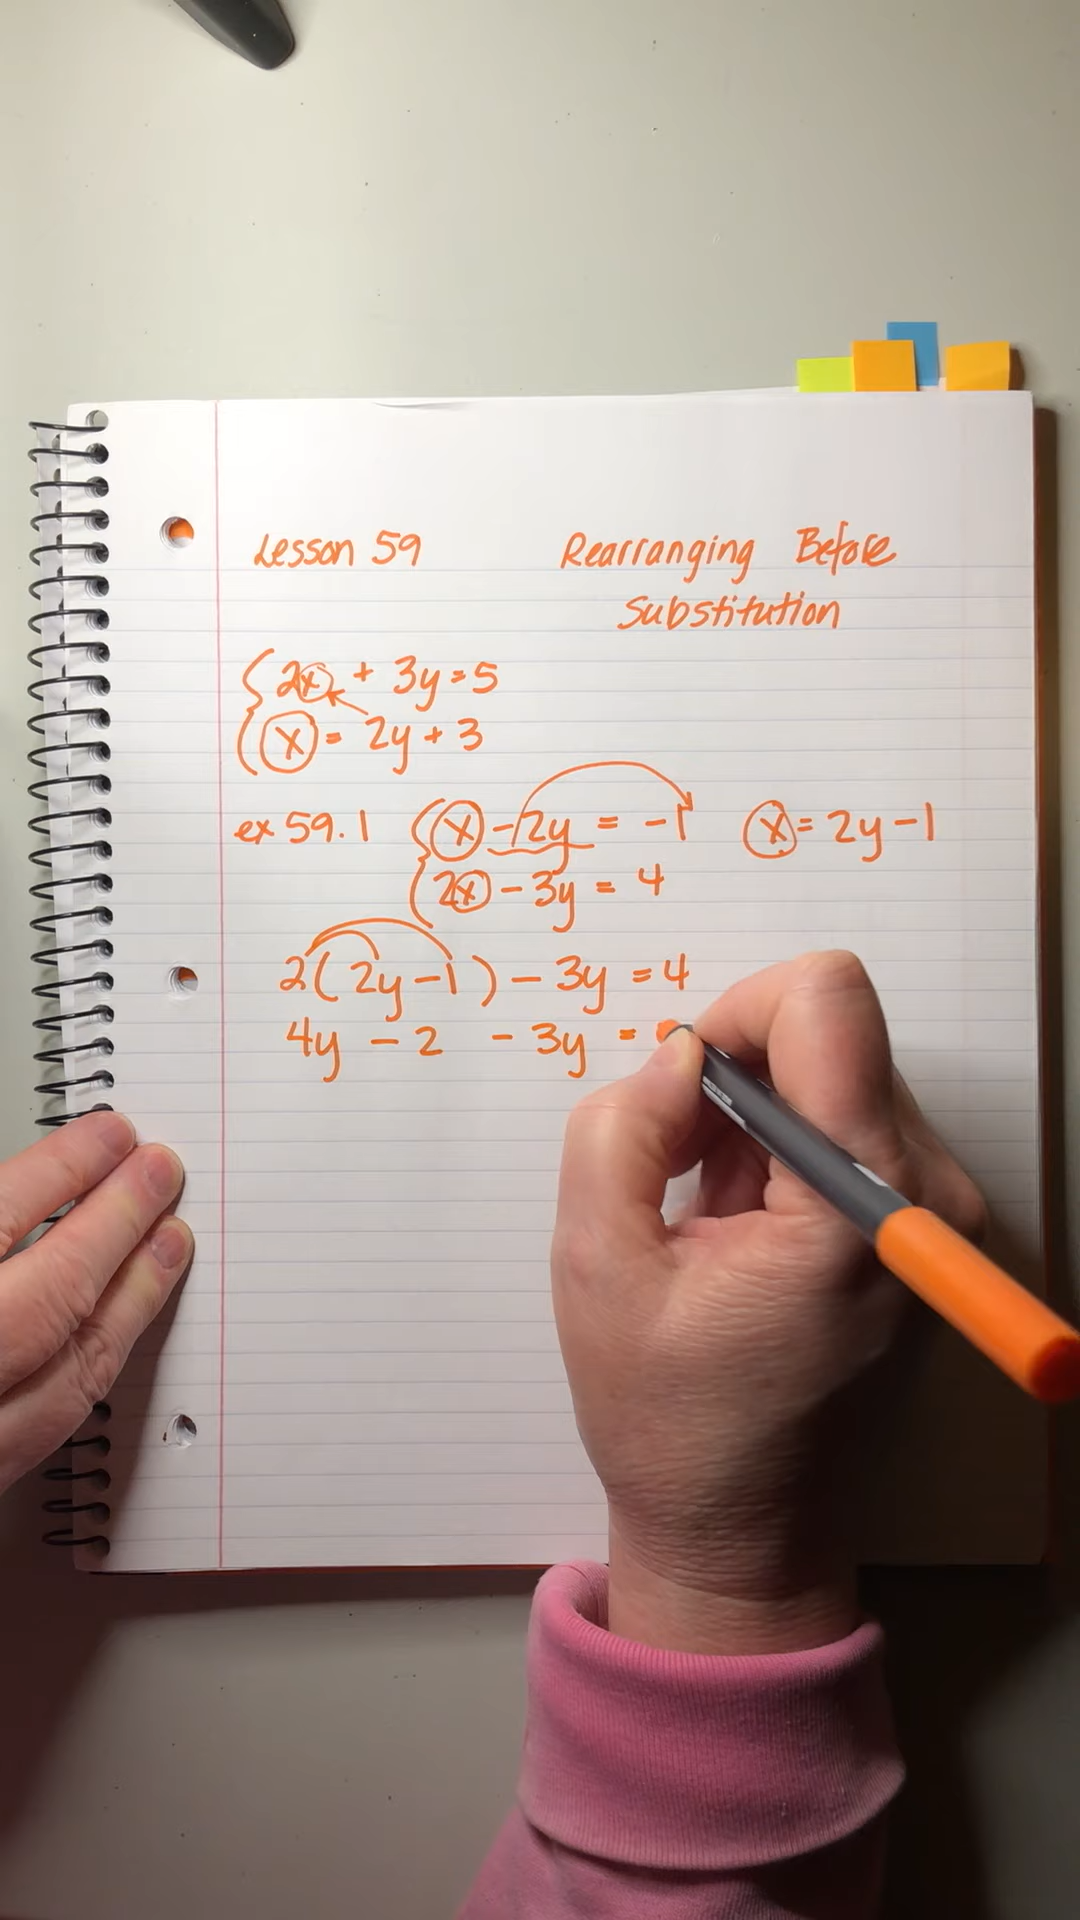 Lesson 59 Rearranging Before
Substitution
2x + 3y = 5
x = 2y + 3
ex 59.1 x - 2y = -1 x = 2y - 1
2x - 3y = 4
2(2y - 1) - 3y = 4
4y - 2 - 3y =